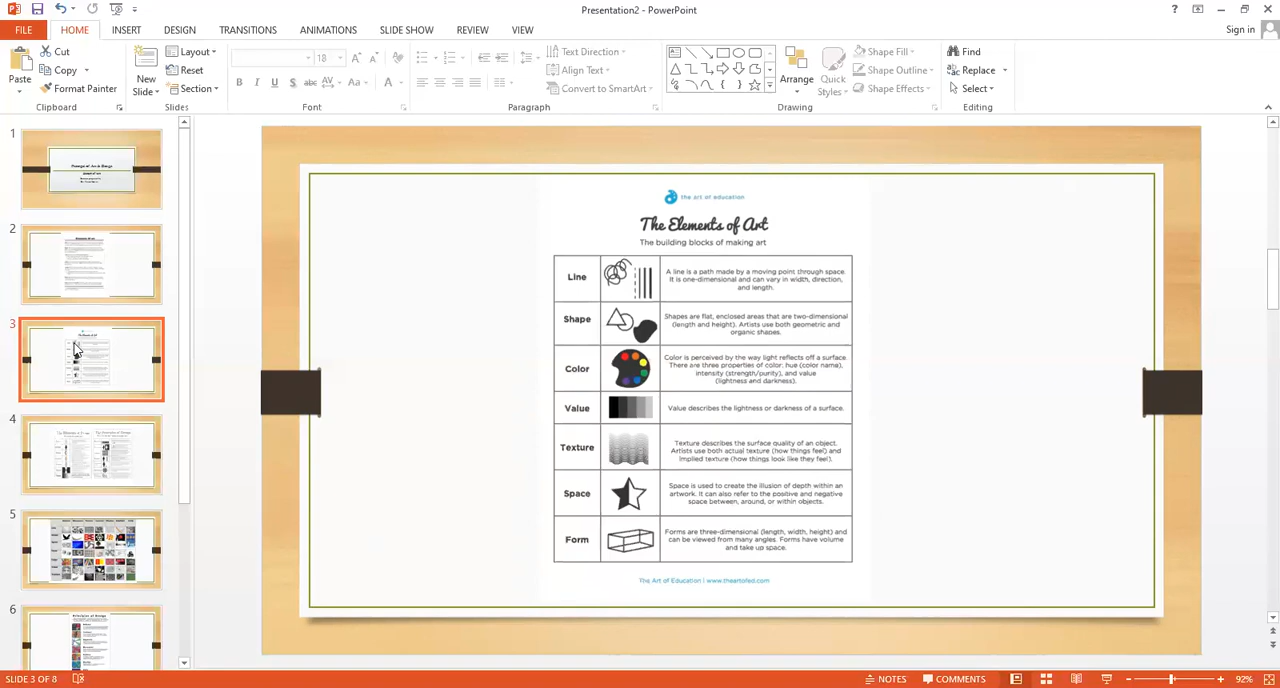 Presentation2 - PowerPoint
?
Sign in
FILE
HOME
INSERT
DESIGN
TRANSITIONS
ANIMATIONS
SLIDE SHOW
REVIEW
VIEW
Paste
Cut
Copy
Format Painter
Clipboard
New
Slide
Layout
Reset
Section
Slides
18
B I U S abc AV Aa A
Font
Text Direction
Align Text
Convert to SmartArt
Paragraph
Arrange
Quick
Styles
Shape Fill
Shape Outline
Shape Effects
Drawing
Find
Replace
Select
Editing
1
2
3
4
5
6
the art of education
The Elements of Art
The building blocks of making art
Line
A line is a path made by a moving point through space.
It is one-dimensional and can vary in width, direction,
and length.
Shape
Shapes are flat, enclosed areas that are two-dimensional
(length and height). Artists use both geometric and
organic shapes.
Color
Color is perceived by the way light reflects off a surface.
There are three properties of color: hue (color name),
intensity (strength/purity), and value
(lightness and darkness).
Value
Value describes the lightness or darkness of a surface.
Texture
Texture describes the surface quality of an object.
Artists use both actual texture (how things feel) and
implied texture (how things look like they feel).
Space
Space is used to create the illusion of depth within an
artwork. It can also refer to the positive and negative
space between, around, or within objects.
Form
Forms are three-dimensional (length, width, height) and
can be viewed from many angles. Forms have volume
and take up space.
The Art of Education | www.theartofed.com
SLIDE 3 OF 8
NOTES
COMMENTS
92%